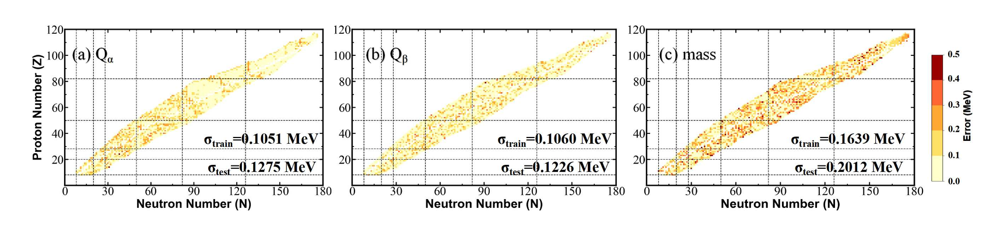 (a) Qα
120
100
80
60
40
20
Proton Number (Z)
σtrain=0.1051 MeV
σtest=0.1275 MeV
0 30 60 90 120 150 180
Neutron Number (N)
(b) Qβ
120
100
80
60
40
20
σtrain=0.1060 MeV
σtest=0.1226 MeV
0 30 60 90 120 150 180
Neutron Number (N)
(c) mass
120
100
80
60
40
20
σtrain=0.1639 MeV
σtest=0.2012 MeV
0 30 60 90 120 150 180
Neutron Number (N)
0.5
0.4
0.3
0.2
0.1
0.0
Error (MeV)